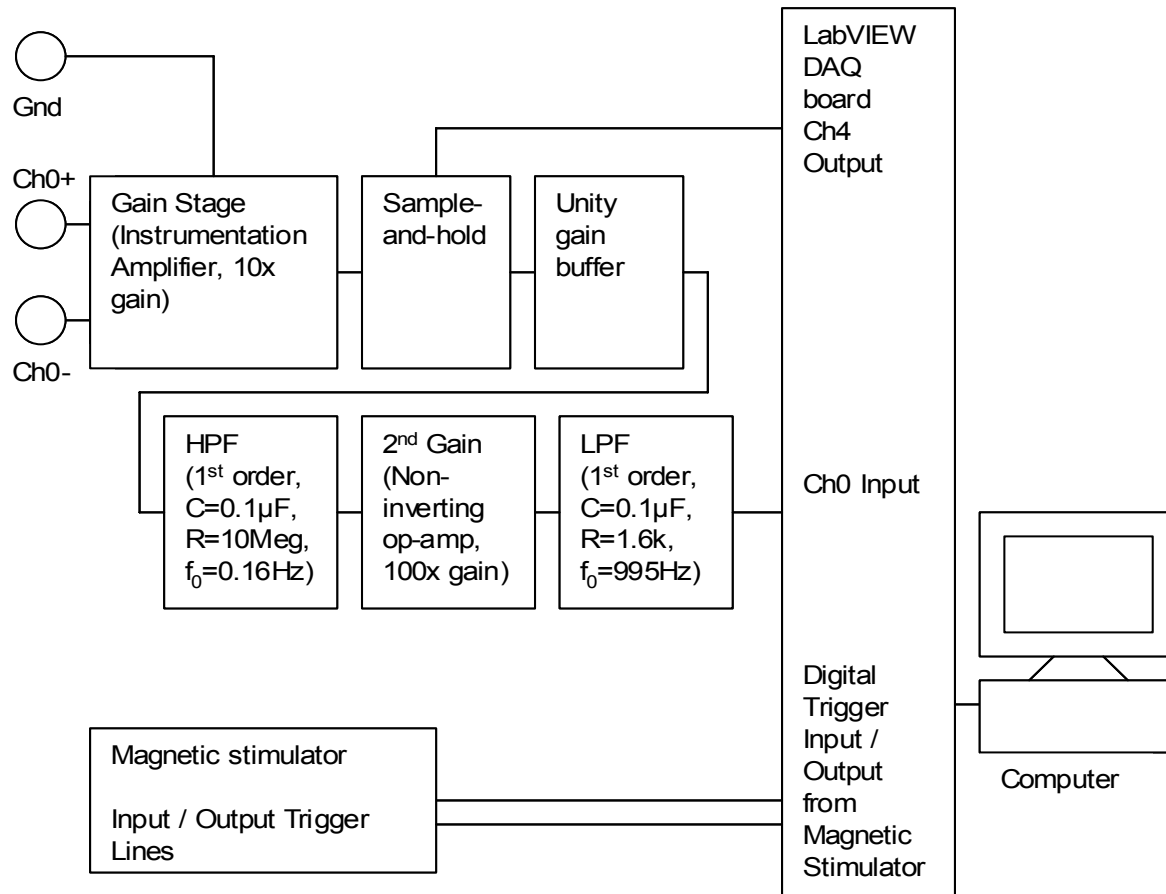 Gnd
Ch0+
Ch0-
Gain Stage
(Instrumentation
Amplifier, 10x
gain)
Sample-
and-hold
Unity
gain
buffer
LabVIEW
DAQ
board
Ch4
Output
HPF
(1st order,
C=0.1µF,
R=10Meg,
f0=0.16Hz)
2nd Gain
(Non-
inverting
op-amp,
100x gain)
LPF
(1st order,
C=0.1µF,
R=1.6k,
f0=995Hz)
Ch0 Input
Magnetic stimulator
Input / Output Trigger
Lines
Digital
Trigger
Input /
Output
from
Magnetic
Stimulator
Computer